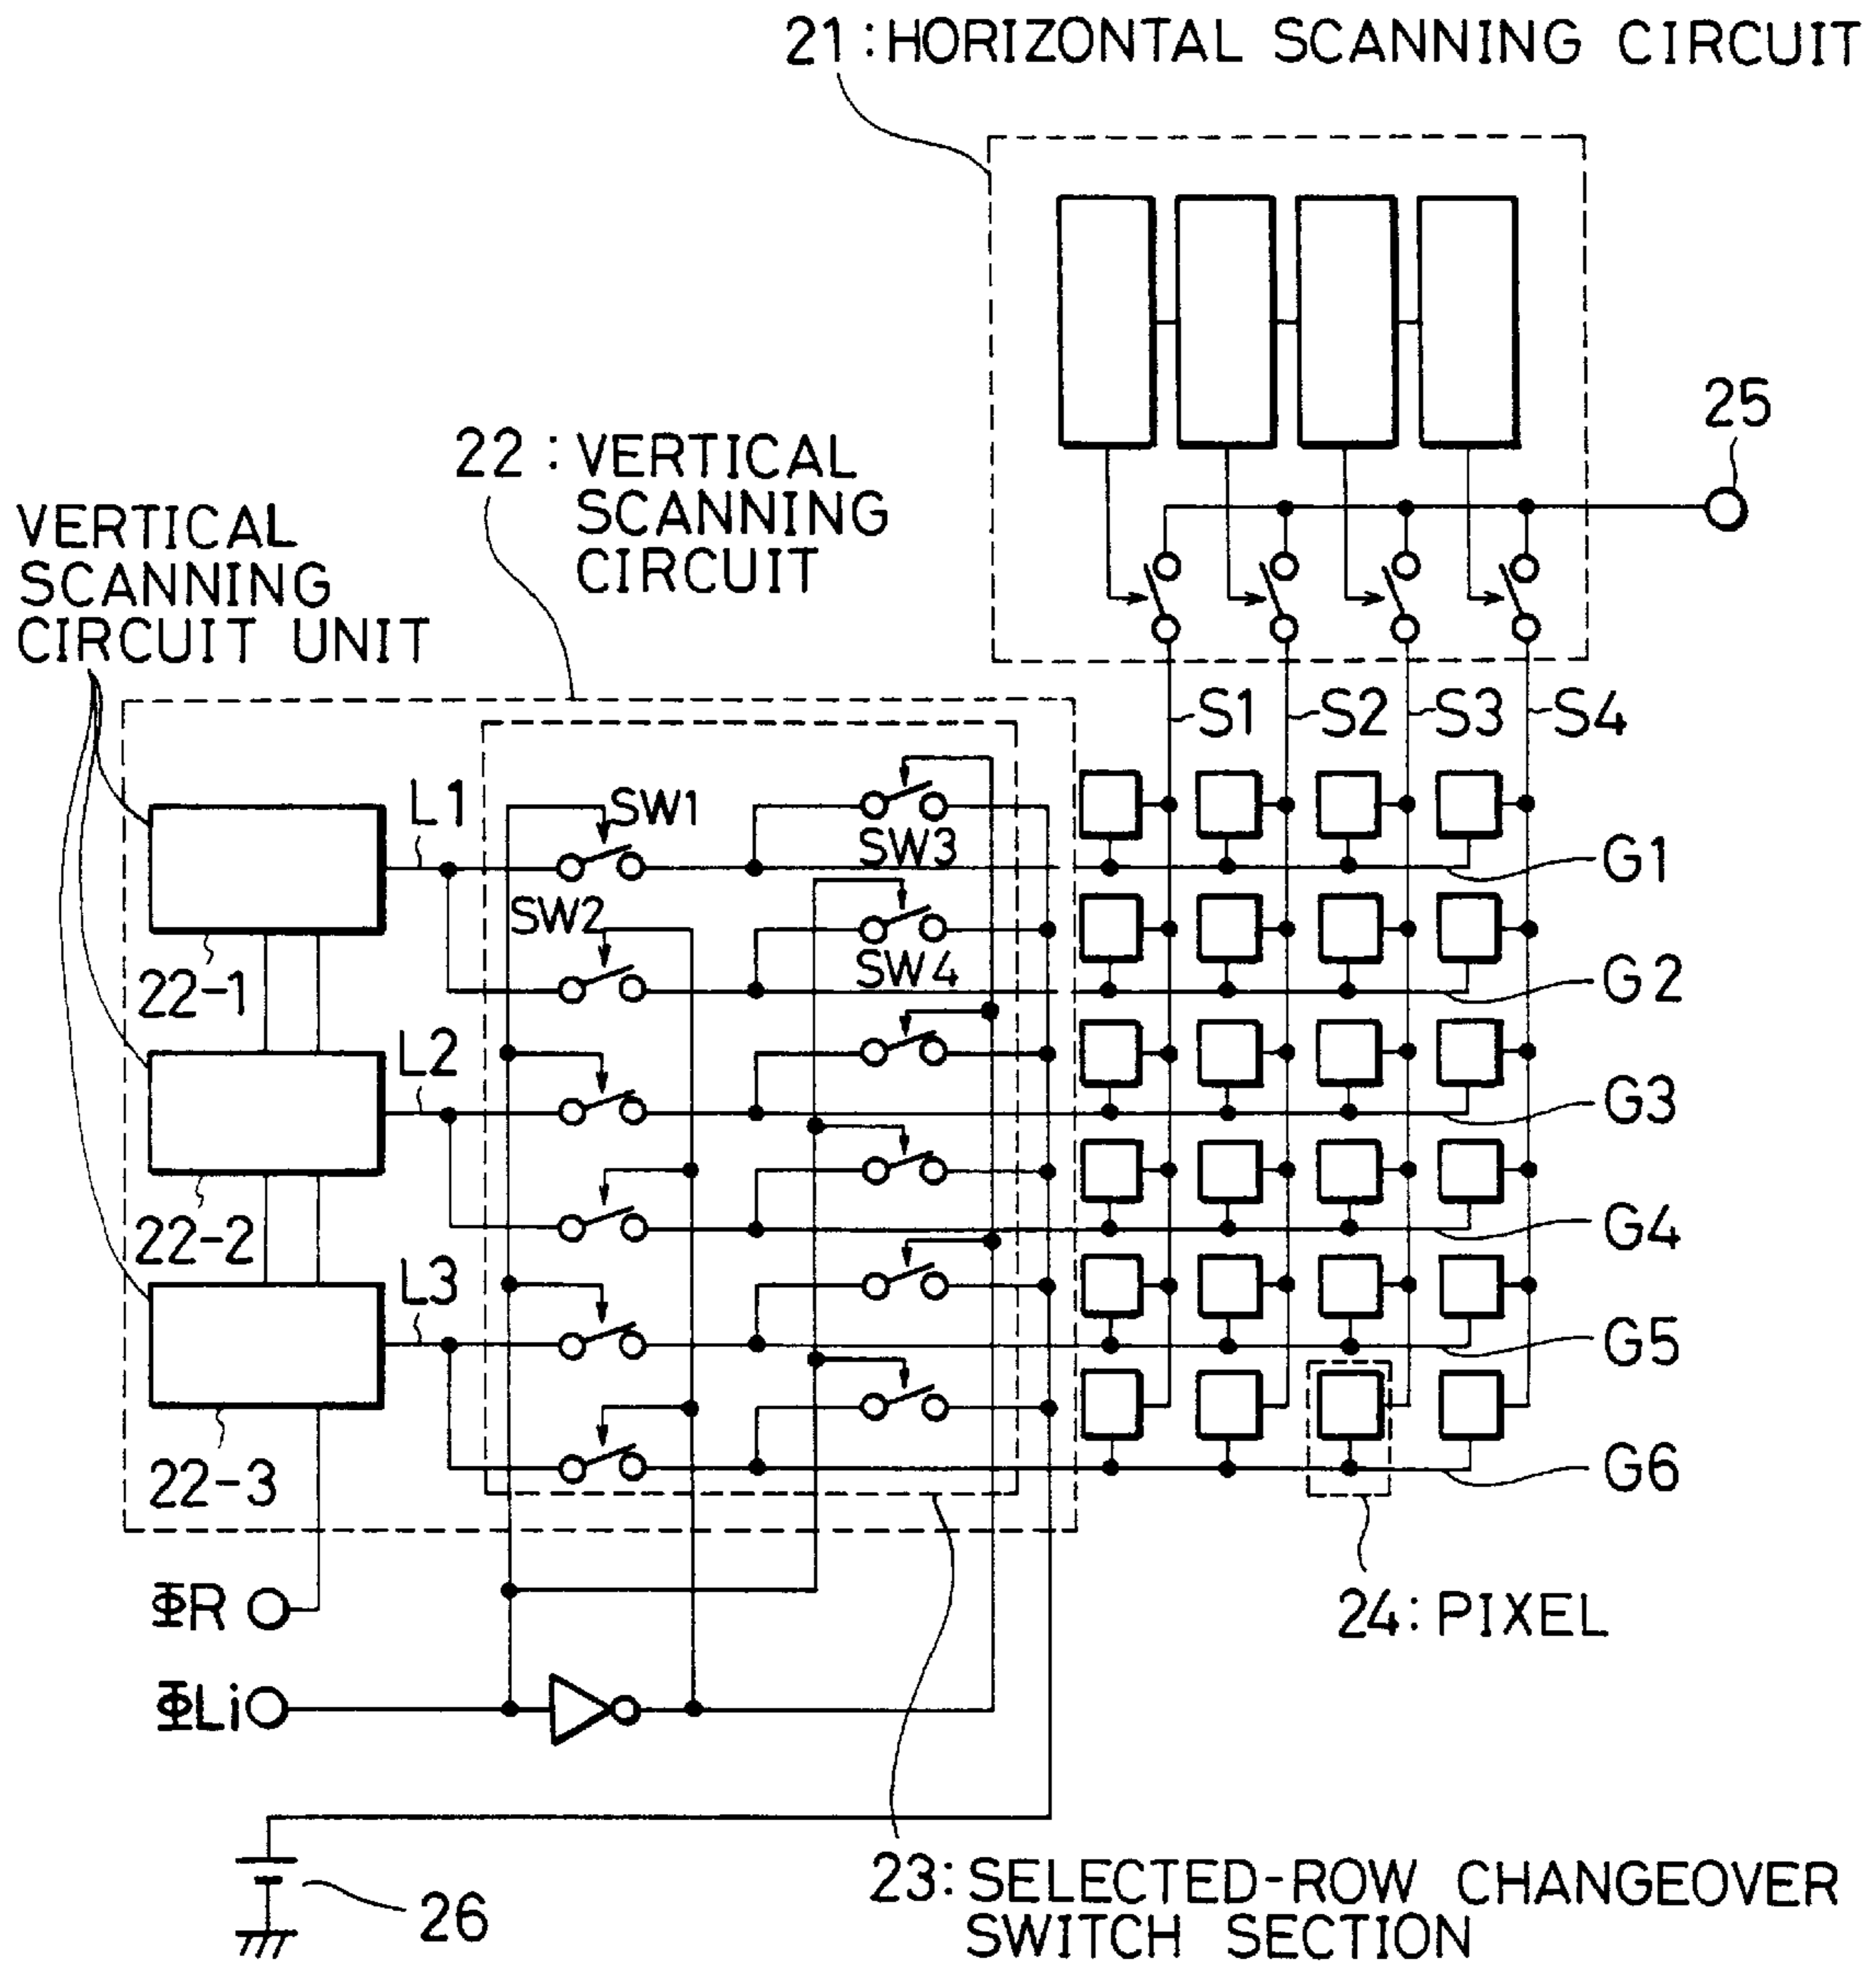 21:HORIZONTAL SCANNING CIRCUIT
25
22: VERTICAL
SCANNING
CIRCUIT
VERTICAL
SCANNING
CIRCUIT UNIT
S1 S2 S3 S4
L1
SW1
SW3
G1
SW2
SW4
22-1
G2
L2
G3
22-2
G4
L3
G5
22-3
G6
ΦR
24: PIXEL
ΦLi
23: SELECTED-ROW CHANGEOVER
SWITCH SECTION
26